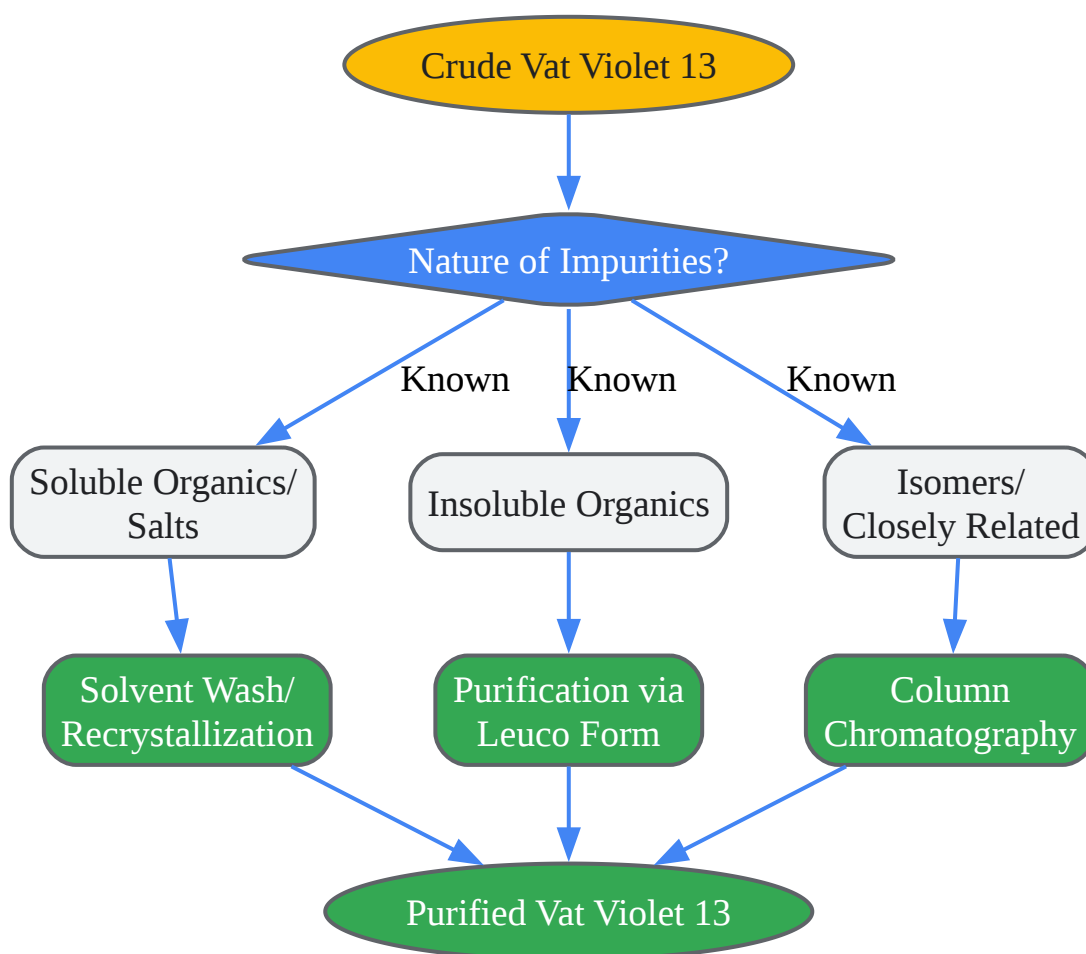 Crude Vat Violet 13
Nature of Impurities?
Known
Known
Known
Soluble Organics/
Salts
Insoluble Organics
Isomers/
Closely Related
Solvent Wash/
Recrystallization
Purification via
Leuco Form
Column
Chromatography
Purified Vat Violet 13